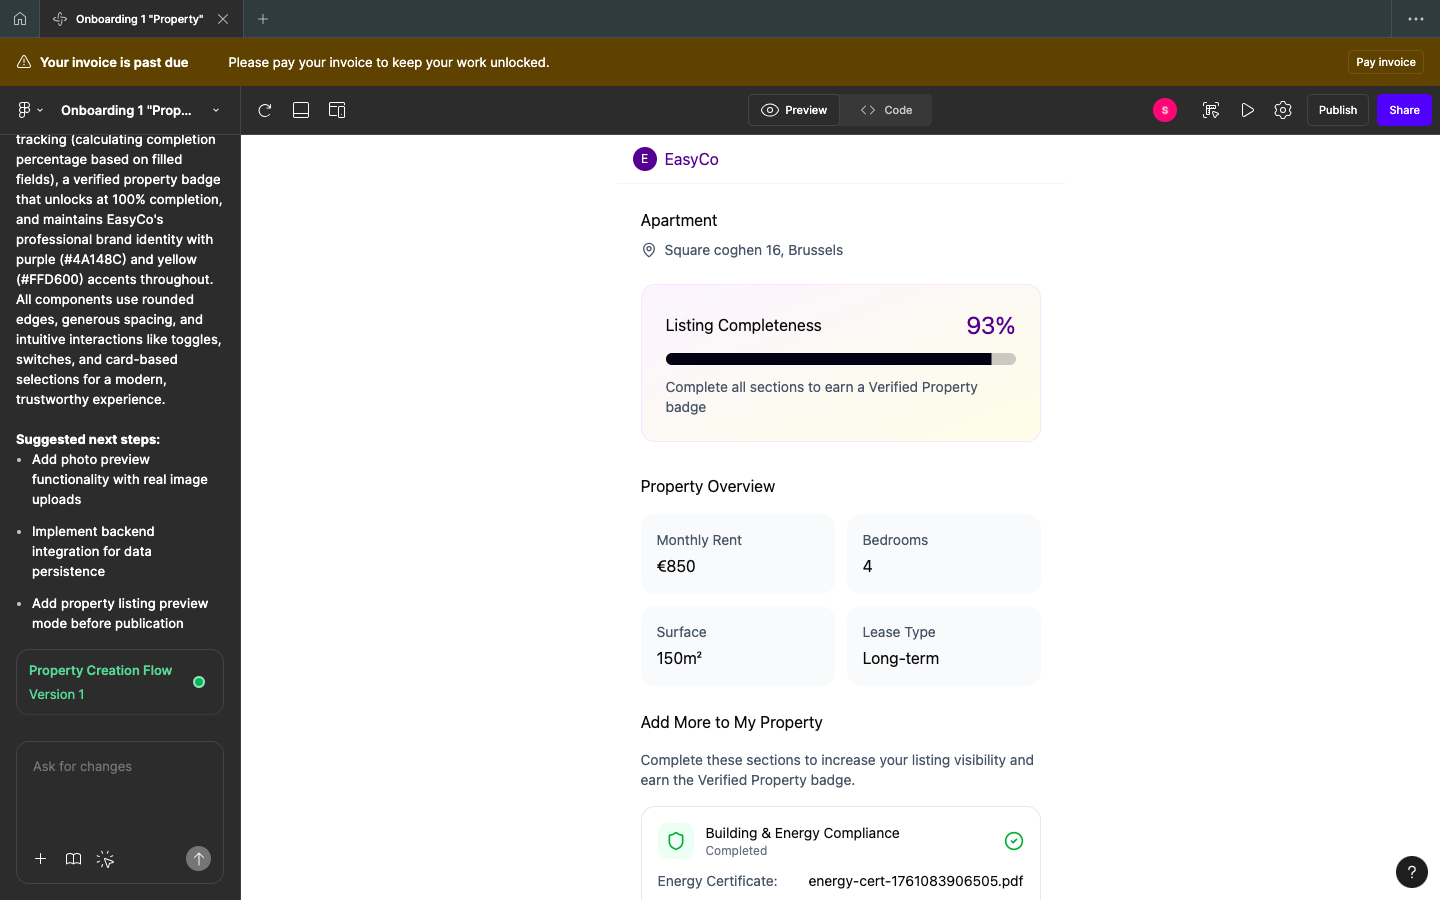 Onboarding 1 "Property"
Your invoice is past due
Please pay your invoice to keep your work unlocked.
Pay invoice
Onboarding 1 "Prop...
Preview
Code
S
Publish
Share
tracking (calculating completion
percentage based on filled
fields), a verified property badge
that unlocks at 100% completion,
and maintains EasyCo's
professional brand identity with
purple (#4A148C) and yellow
(#FFD600) accents throughout.
All components use rounded
edges, generous spacing, and
intuitive interactions like toggles,
switches, and card-based
selections for a modern,
trustworthy experience.
Suggested next steps:
• Add photo preview
functionality with real image
uploads
• Implement backend
integration for data
persistence
• Add property listing preview
mode before publication
Property Creation Flow
Version 1
Ask for changes
E EasyCo
Apartment
Square coghen 16, Brussels
Listing Completeness
93%
Complete all sections to earn a Verified Property
badge
Property Overview
Monthly Rent
€850
Bedrooms
4
Surface
150m²
Lease Type
Long-term
Add More to My Property
Complete these sections to increase your listing visibility and
earn the Verified Property badge.
Building & Energy Compliance
Completed
Energy Certificate: energy-cert-1761083906505.pdf
?